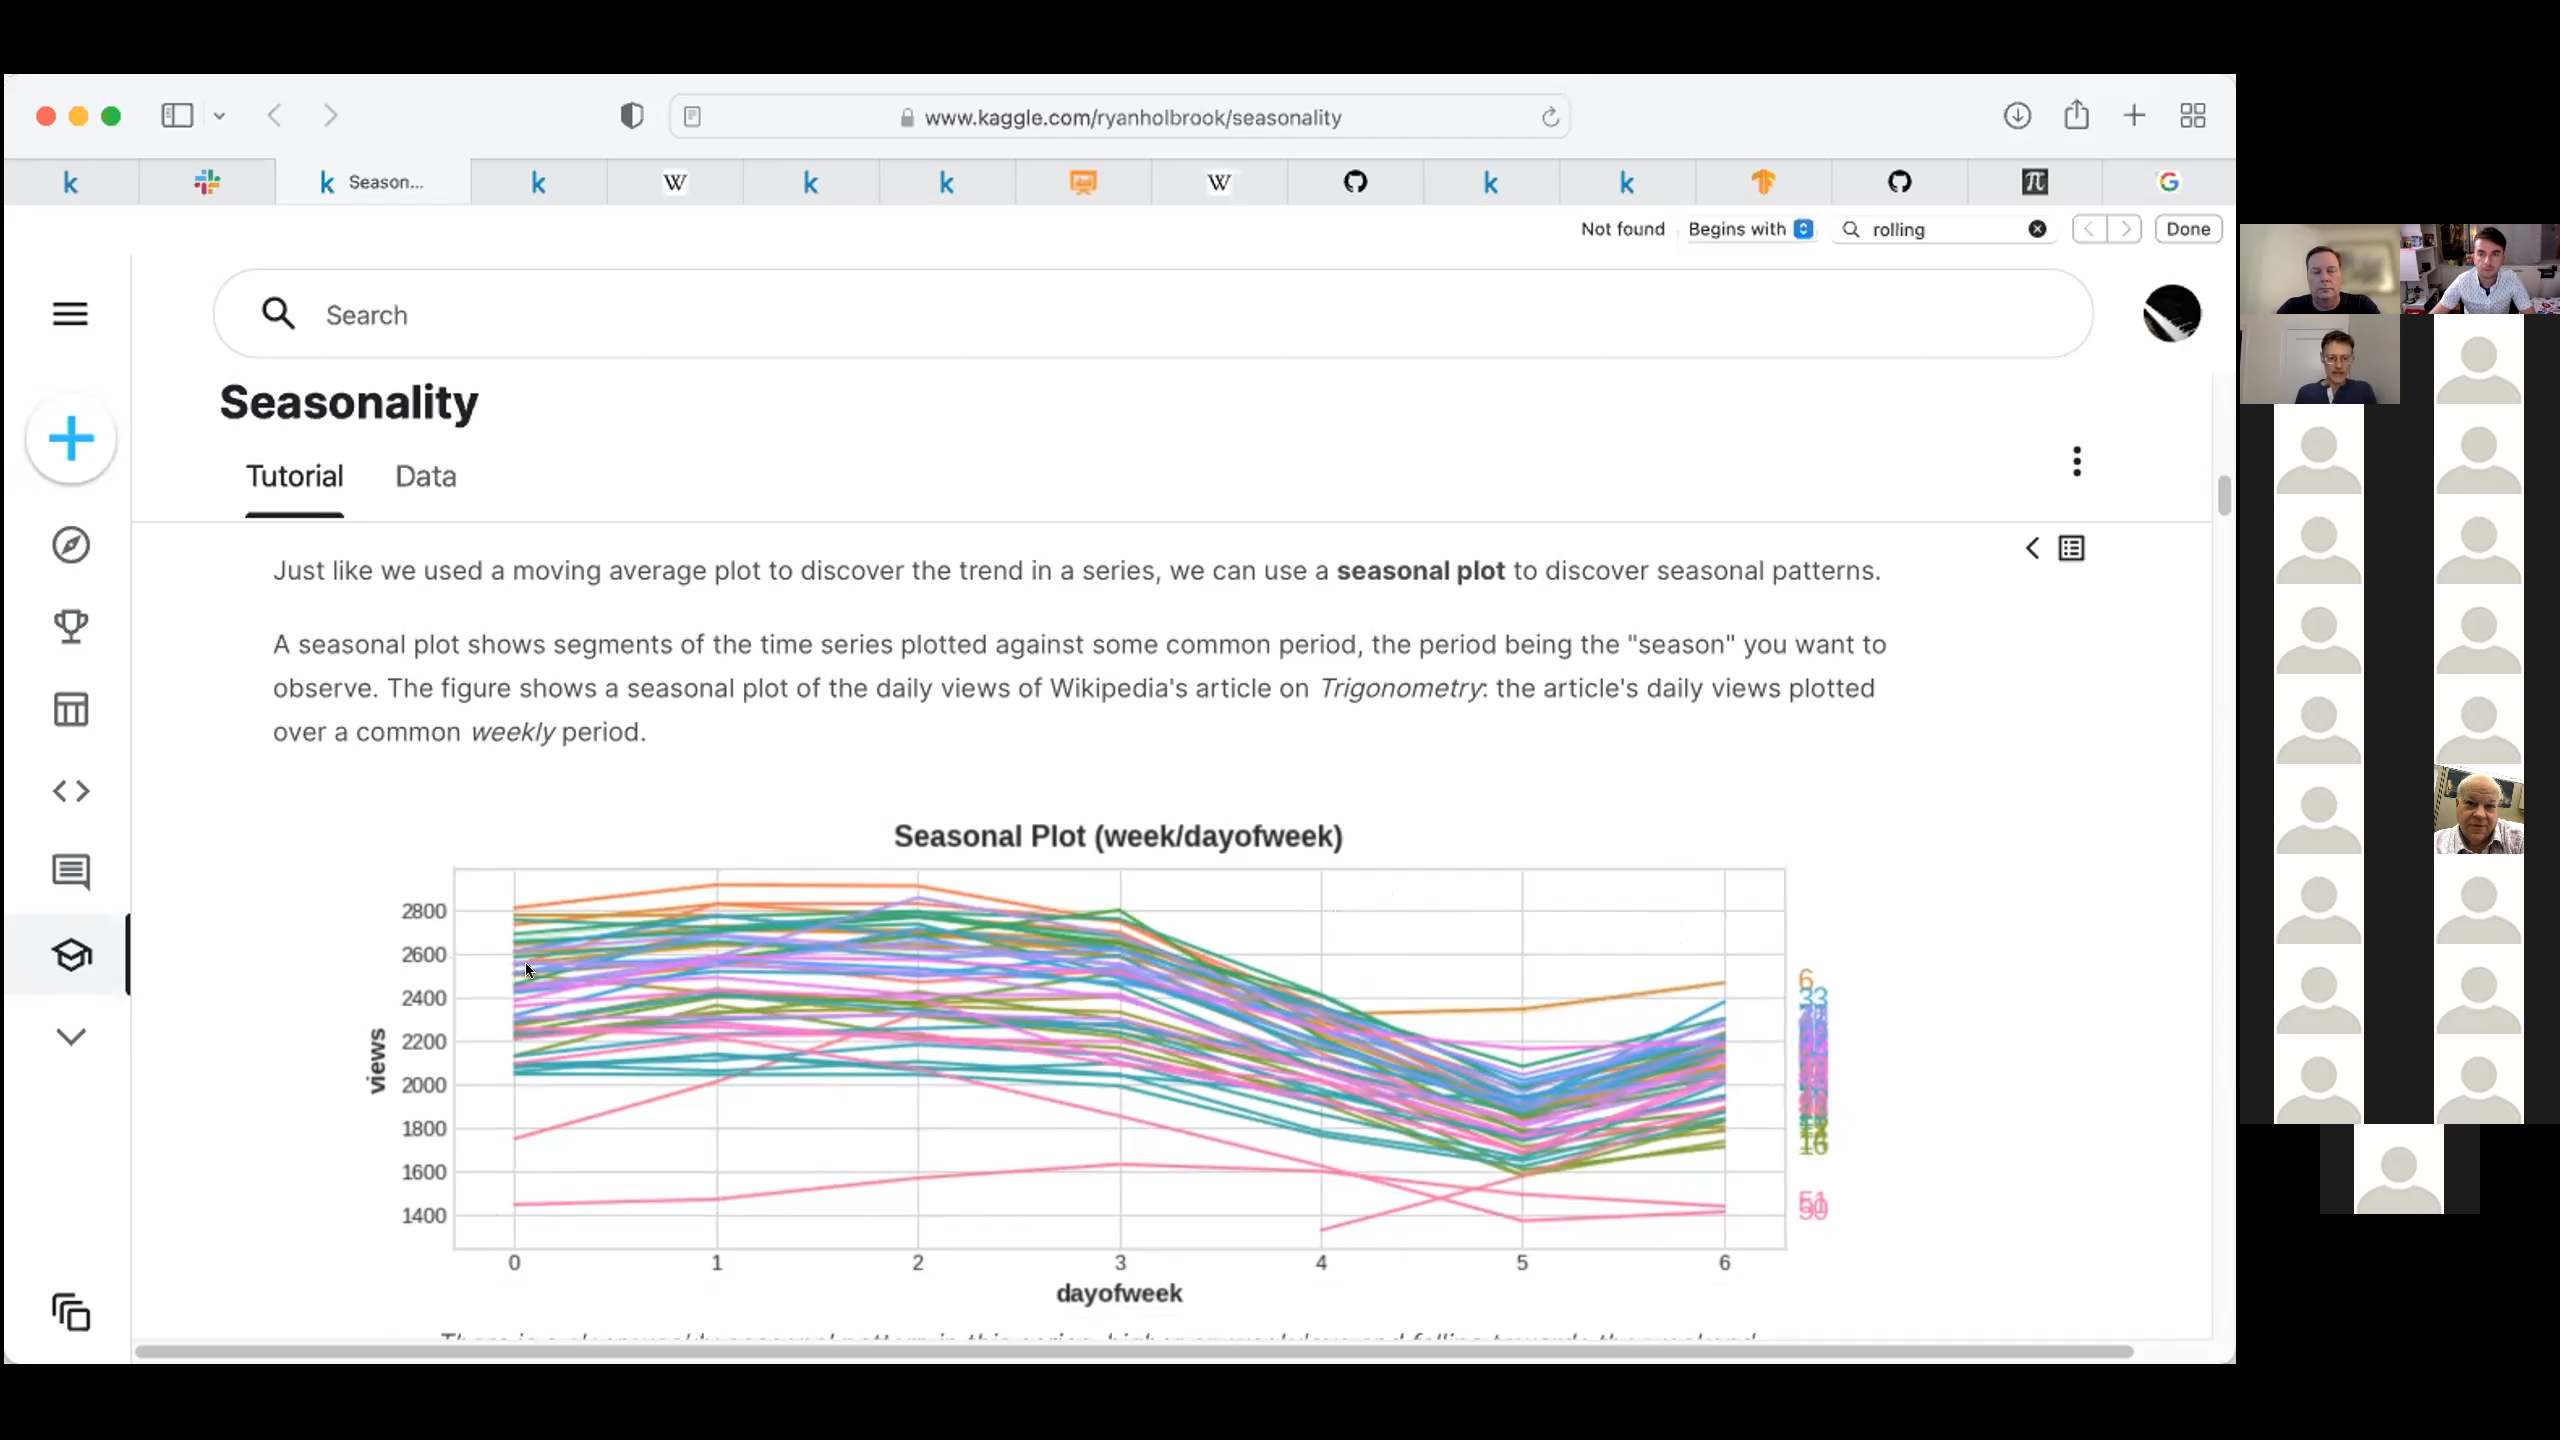 www.kaggle.com/ryanholbrook/seasonality
Season...
Not found Begins with rolling Done
Search
Seasonality
Tutorial Data
Just like we used a moving average plot to discover the trend in a series, we can use a seasonal plot to discover seasonal patterns.
A seasonal plot shows segments of the time series plotted against some common period, the period being the "season" you want to
observe. The figure shows a seasonal plot of the daily views of Wikipedia's article on Trigonometry: the article's daily views plotted
over a common weekly period.
Seasonal Plot (week/dayofweek)
2800
2600
2400
2200
2000
1800
1600
1400
views
6
33
16
51
50
0 1 2 3 4 5 6
dayofweek